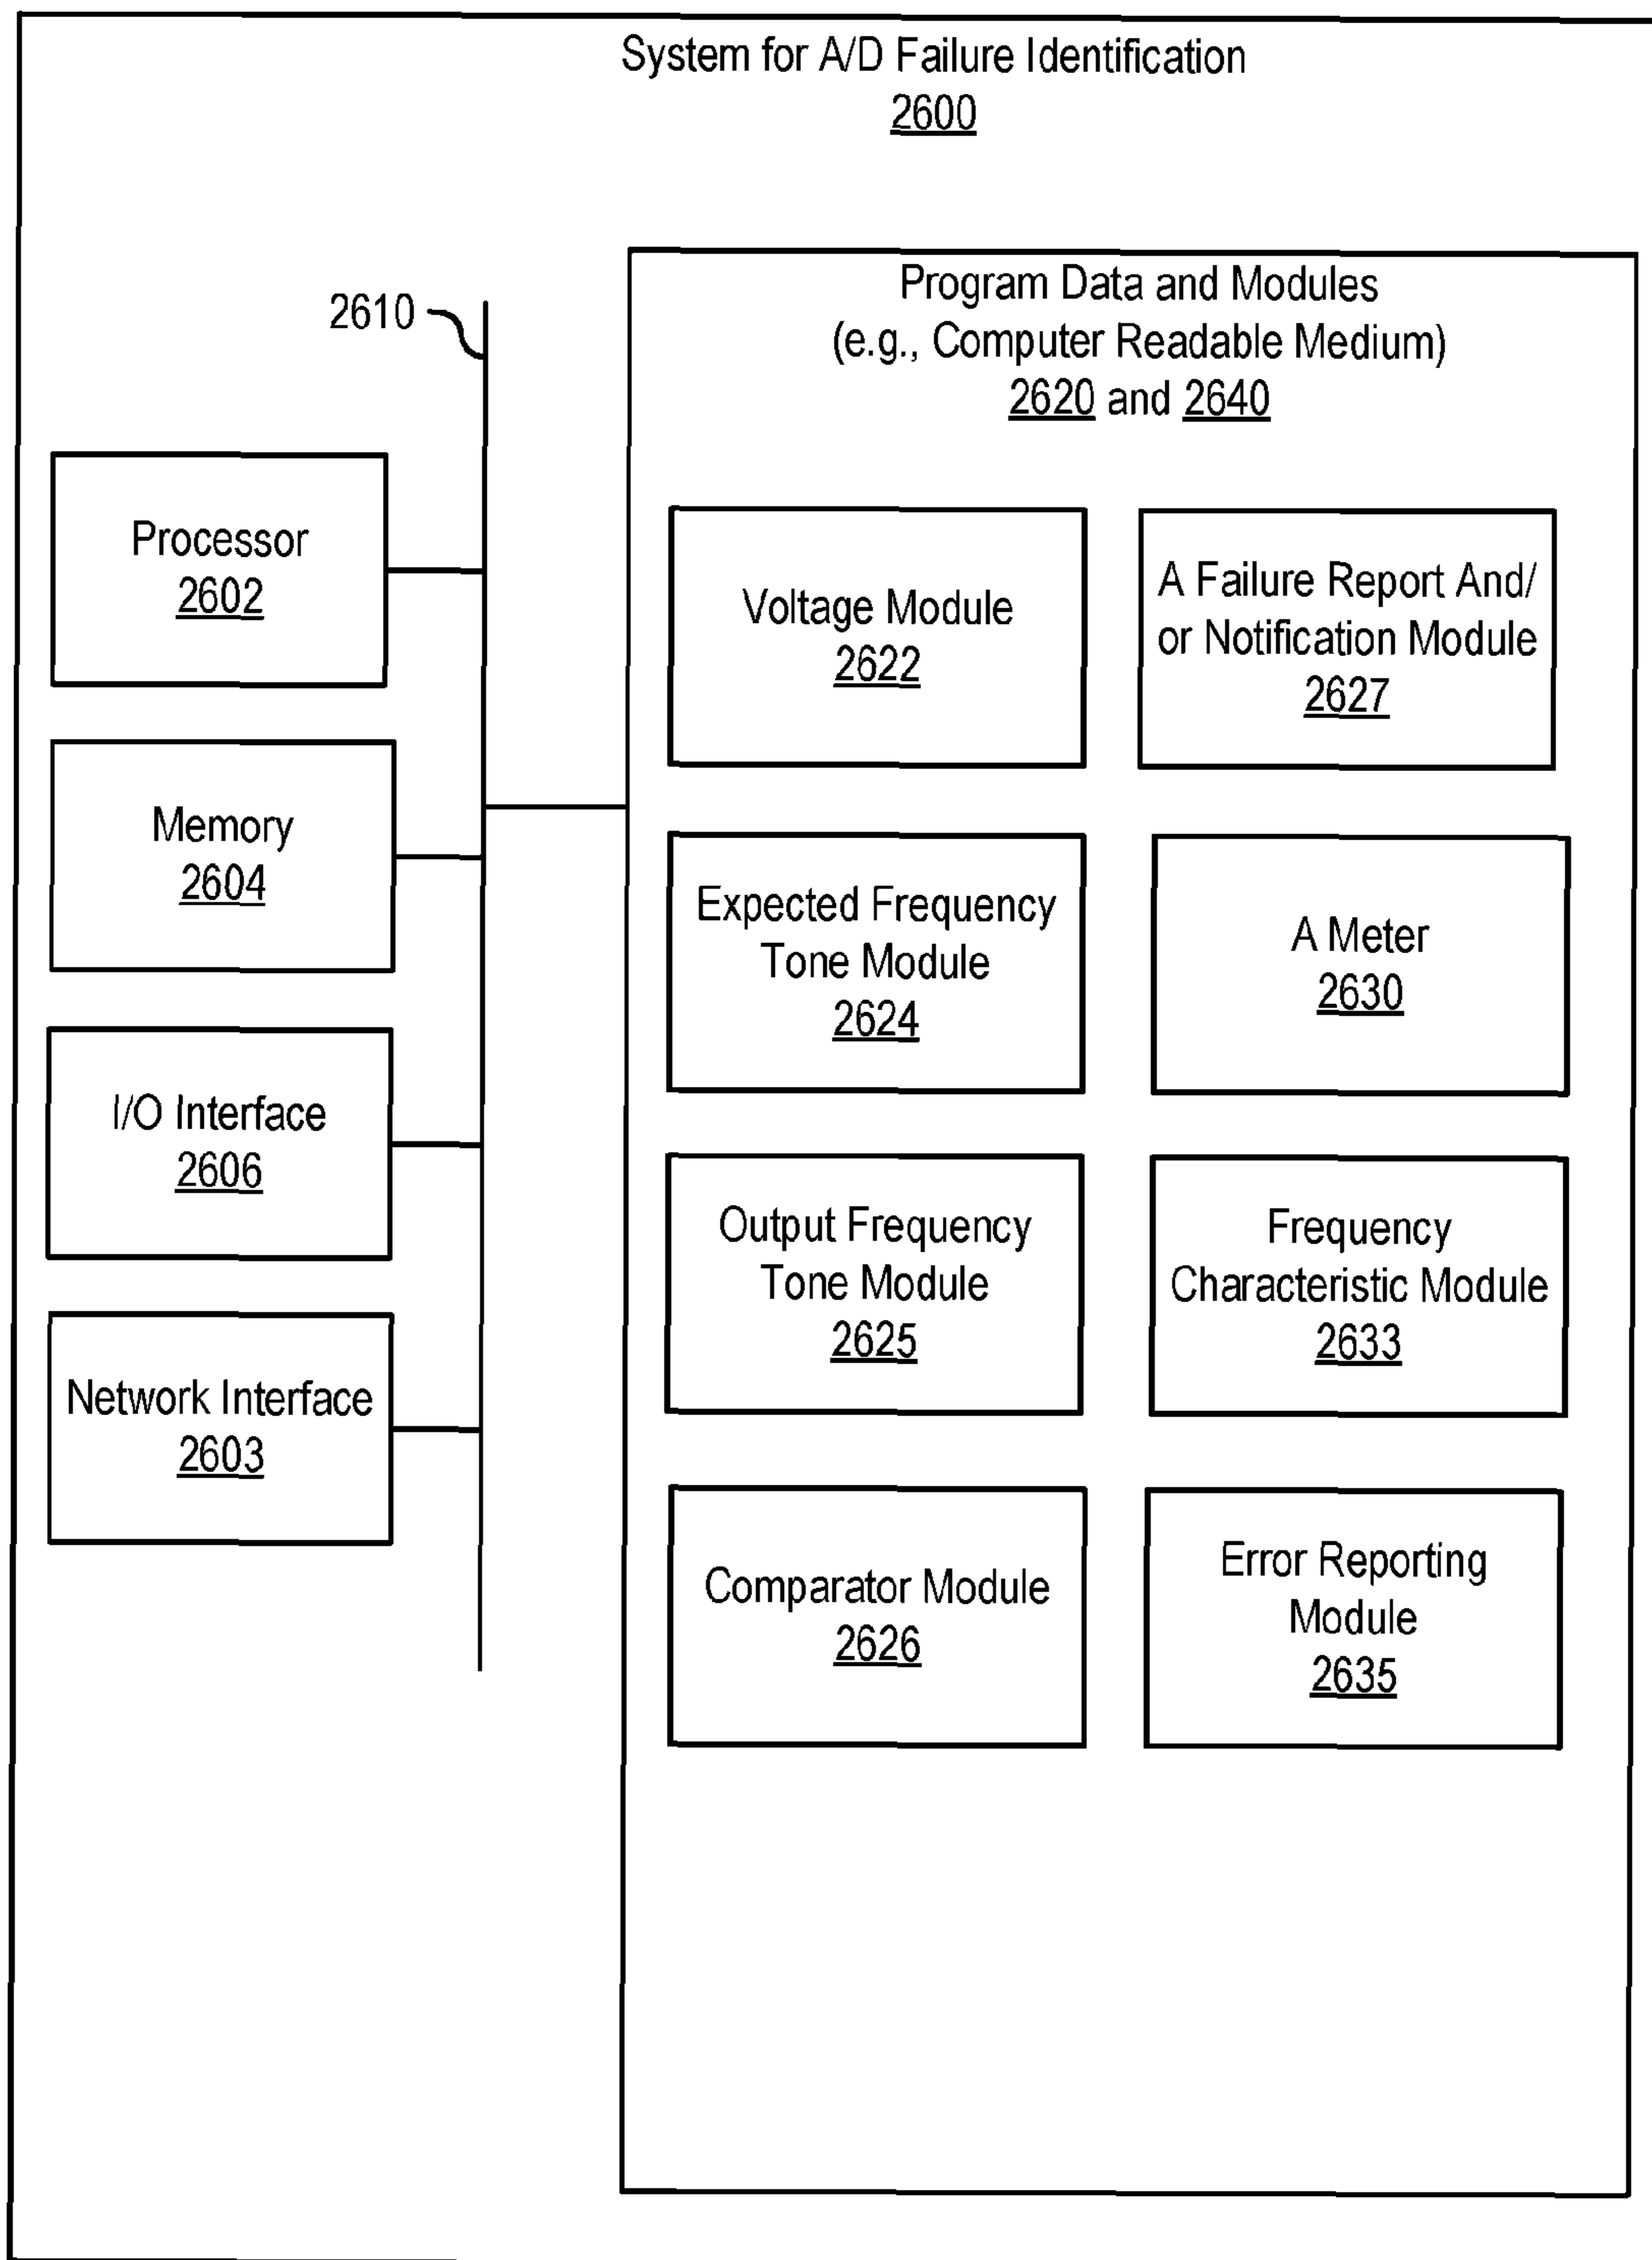 System for A/D Failure Identification
2600
2610
Processor
2602
Memory
2604
I/O Interface
2606
Network Interface
2603
Program Data and Modules
(e.g., Computer Readable Medium)
2620 and 2640
Voltage Module
2622
A Failure Report And/
or Notification Module
2627
Expected Frequency
Tone Module
2624
A Meter
2630
Output Frequency
Tone Module
2625
Frequency
Characteristic Module
2633
Comparator Module
2626
Error Reporting
Module
2635